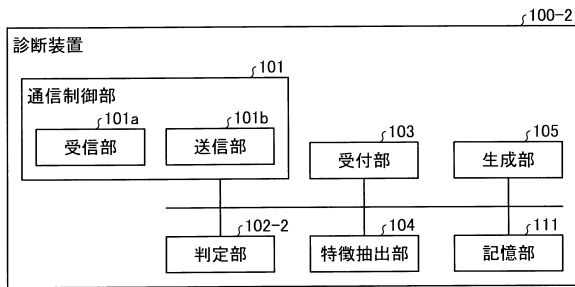 100-2
診断装置
101
通信制御部
101a
101b
103
105
受信部
送信部
受付部
生成部
102-2
104
111
判定部
特徴抽出部
記憶部